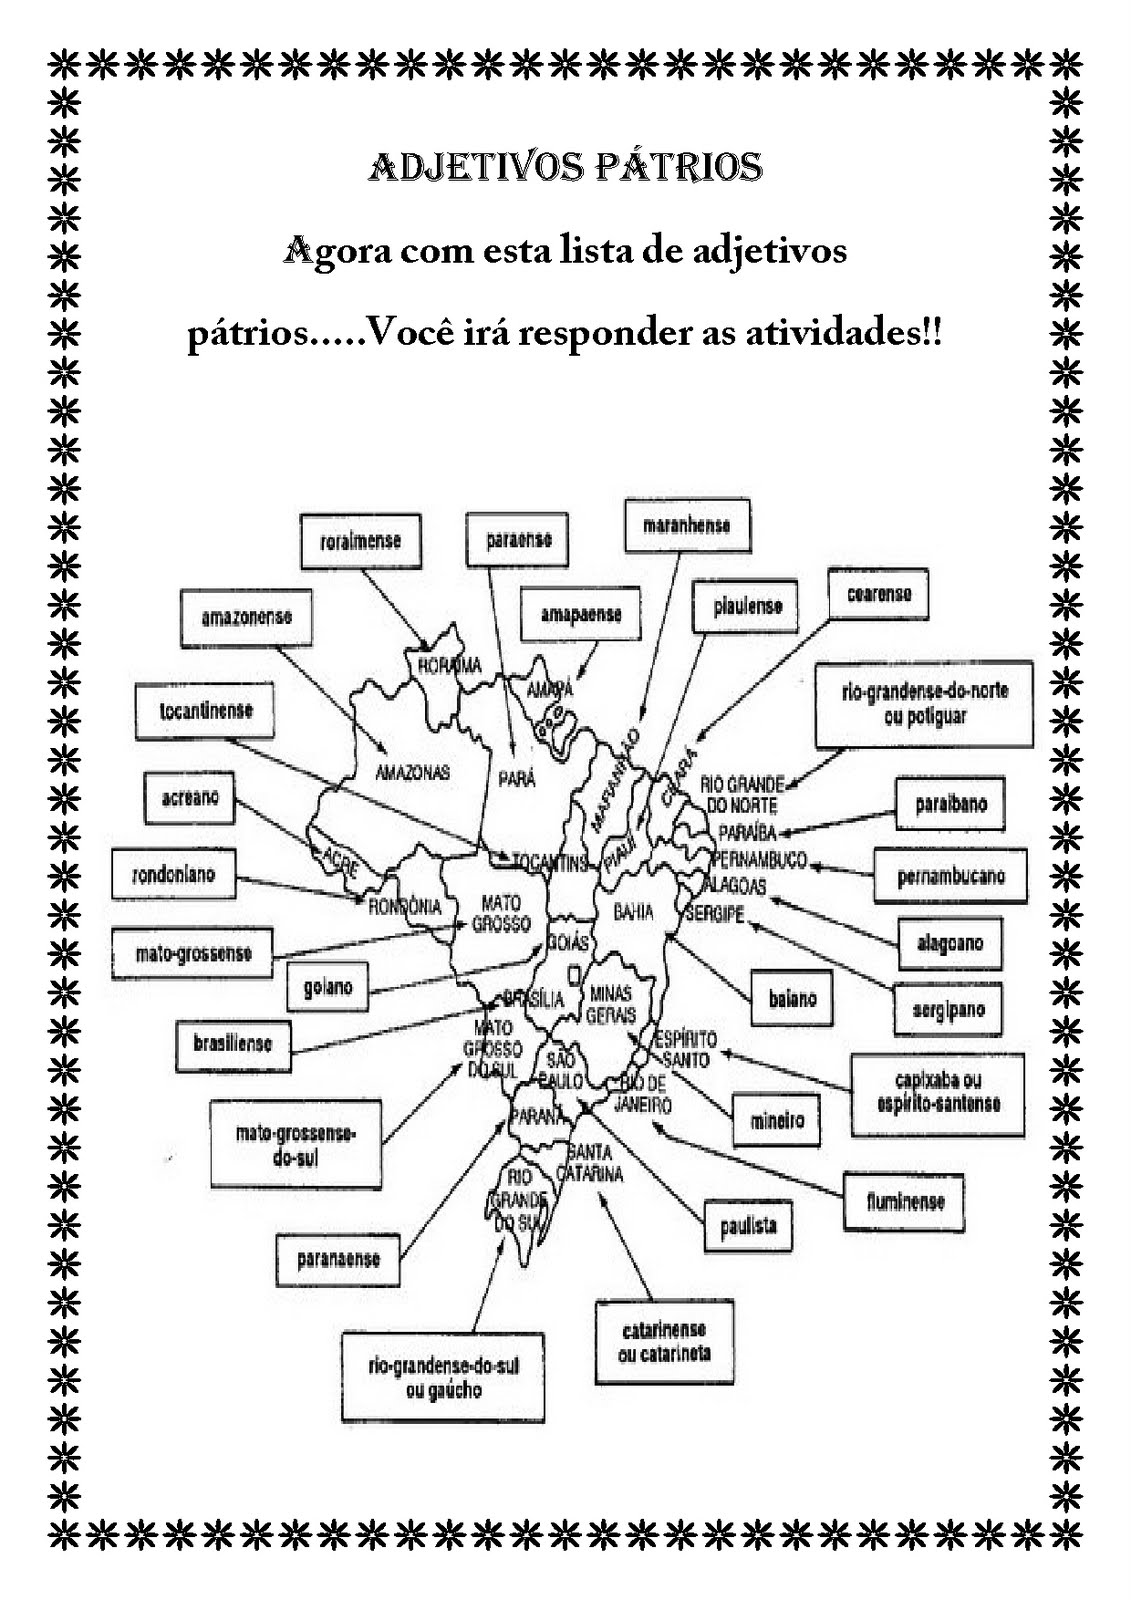 ADJETIVOS PÁTRIOS
Agora com esta lista de adjetivos
pátrios.....Você irá responder as atividades!!
roraimense
paraense
maranhense
amazonense
amapaense
piauiense
cearense
tocantinense
rio-grandense-do-norte
ou potiguar
acreano
paraibano
rondoniano
pernambucano
mato-grossense
alagoano
goiano
baiano
sergipano
brasiliense
capixaba ou
espírito-santense
mato-grossense-
do-sul
mineiro
fluminense
paranaense
paulista
catarinense
ou catarineta
rio-grandense-do-sul
ou gaúcho
RORAIMA
AMAPÁ
AMAZONAS
PARÁ
MARANHÃO
CEARÁ
RIO GRANDE
DO NORTE
PARAÍBA
PIAUÍ
PERNAMBUCO
ACRE
TOCANTINS
ALAGOAS
RONDÔNIA
MATO
GROSSO
BAHIA
SERGIPE
GOIÁS
BRASÍLIA
MINAS
GERAIS
MATO
GROSSO
DO SUL
ESPÍRITO
SANTO
SÃO
PAULO
RIO DE
JANEIRO
PARANÁ
SANTA
CATARINA
RIO
GRANDE
DO SUL